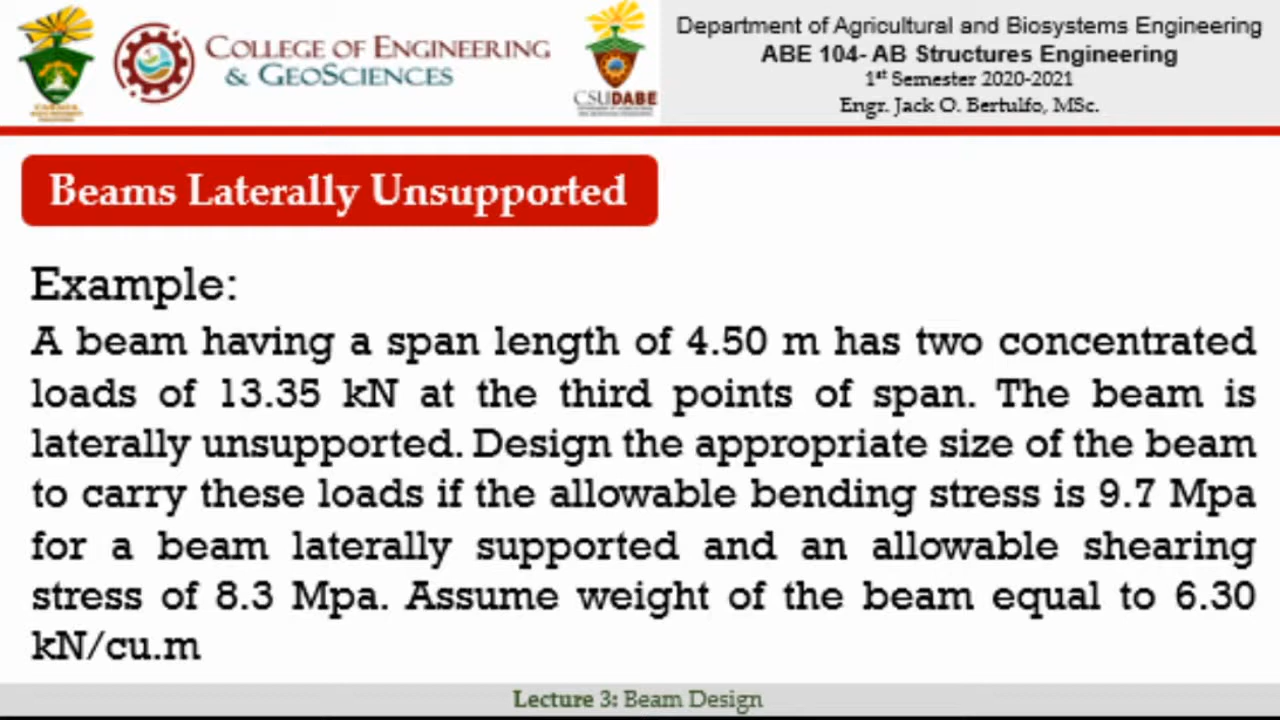 COLLEGE OF ENGINEERING
& GEOSCIENCES
CSUDABE
Department of Agricultural and Biosystems Engineering
ABE 104- AB Structures Engineering
1st Semester 2020-2021
Engr. Jack O. Bertulfo, MSc.
Beams Laterally Unsupported
Example:
A beam having a span length of 4.50 m has two concentrated
loads of 13.35 kN at the third points of span. The beam is
laterally unsupported. Design the appropriate size of the beam
to carry these loads if the allowable bending stress is 9.7 Mpa
for a beam laterally supported and an allowable shearing
stress of 8.3 Mpa. Assume weight of the beam equal to 6.30
kN/cu.m
Lecture 3: Beam Design